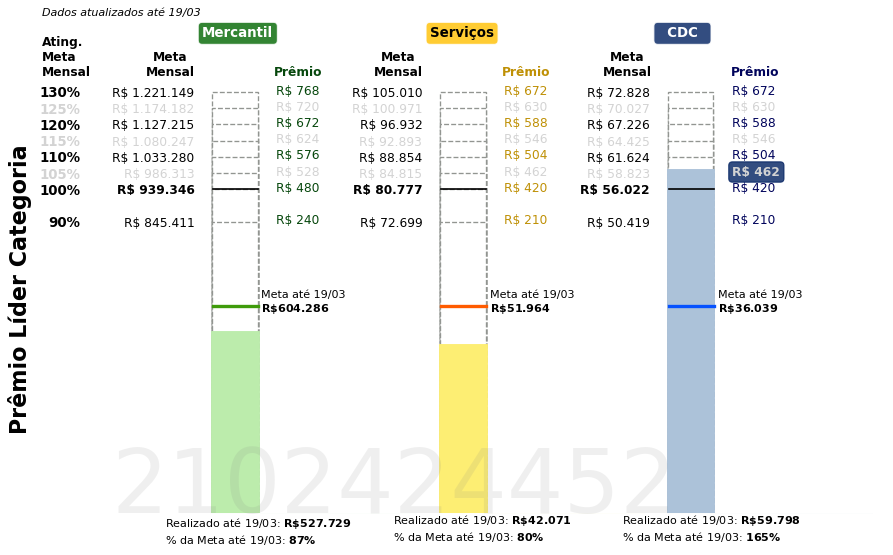 Dados atualizados até 19/03
Mercantil Serviços CDC
Ating.
Meta
Mensal
Meta
Mensal Prêmio
Meta
Mensal Prêmio
Meta
Mensal Prêmio
130% R$ 1.221.149 R$ 768 R$ 105.010 R$ 672 R$ 72.828 R$ 672
125% R$ 1.174.182 R$ 720 R$ 100.971 R$ 630 R$ 70.027 R$ 630
120% R$ 1.127.215 R$ 672 R$ 96.932 R$ 588 R$ 67.226 R$ 588
115% R$ 1.080.247 R$ 624 R$ 92.893 R$ 546 R$ 64.425 R$ 546
110% R$ 1.033.280 R$ 576 R$ 88.854 R$ 504 R$ 61.624 R$ 504
105% R$ 986.313 R$ 528 R$ 84.815 R$ 462 R$ 58.823 R$ 462
100% R$ 939.346 R$ 480 R$ 80.777 R$ 420 R$ 56.022 R$ 420
90% R$ 845.411 R$ 240 R$ 72.699 R$ 210 R$ 50.419 R$ 210
Prêmio Líder Categoria
Meta até 19/03
R$604.286
Meta até 19/03
R$51.964
Meta até 19/03
R$36.039
2102424452
Realizado até 19/03: R$527.729
% da Meta até 19/03: 87%
Realizado até 19/03: R$42.071
% da Meta até 19/03: 80%
Realizado até 19/03: R$59.798
% da Meta até 19/03: 165%